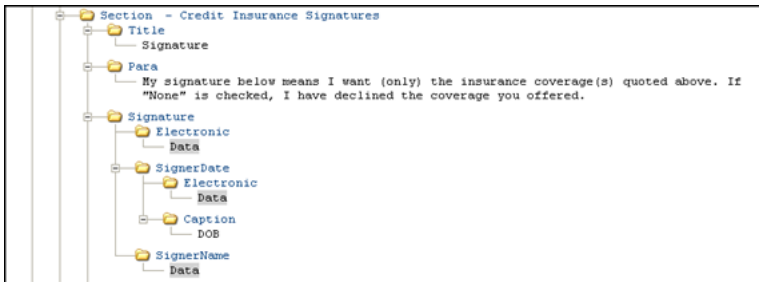 Section - Credit Insurance Signatures
Title
Signature
Para
My signature below means I want (only) the insurance coverage(s) quoted above. If
"None" is checked, I have declined the coverage you offered.
Signature
Electronic
Data
SignerDate
Electronic
Data
Caption
DOB
SignerName
Data